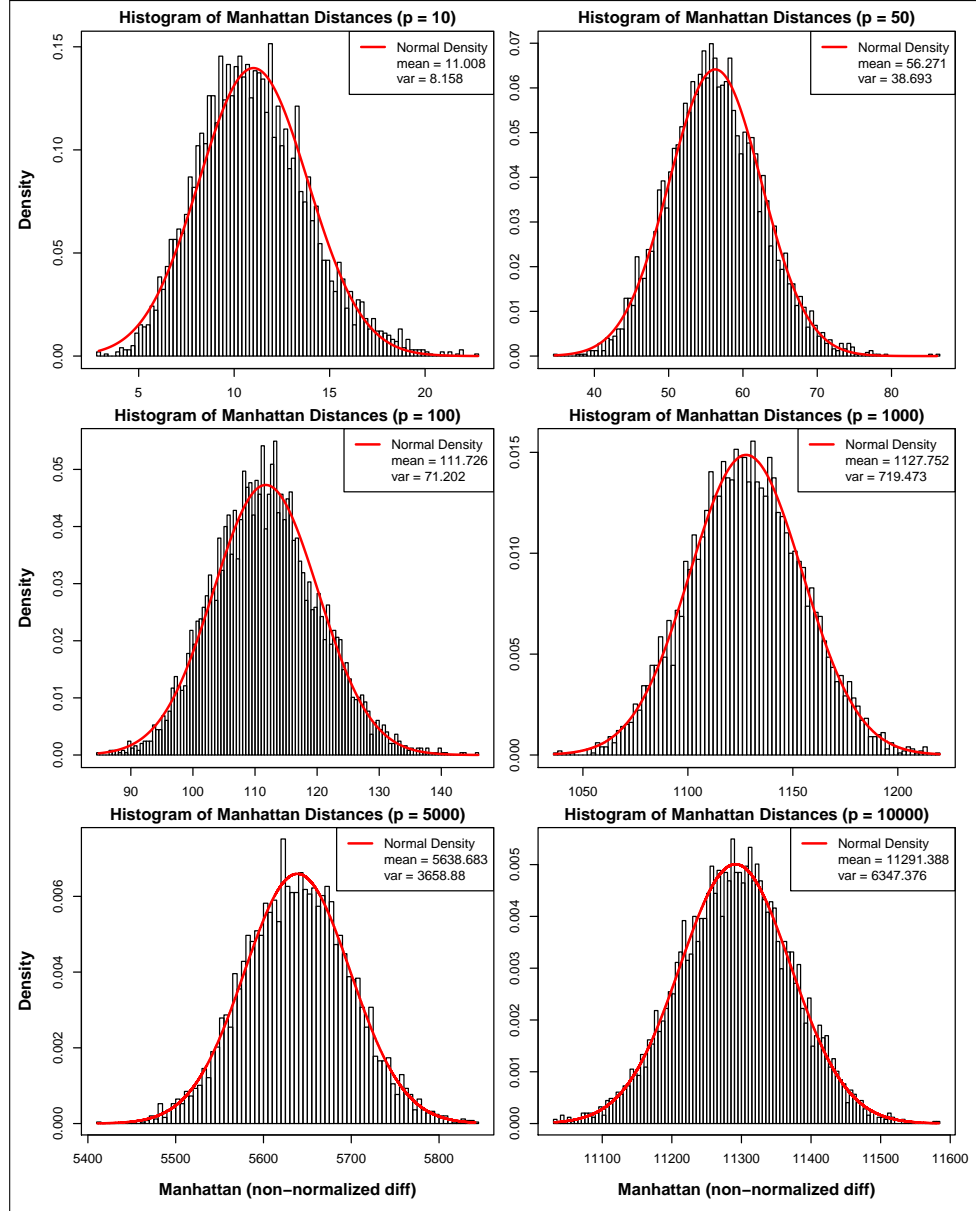 Histogram of Manhattan Distances (p = 10)
Normal Density
mean = 11.008
var = 8.158
Density
0.00 0.05 0.10 0.15
5 10 15 20
Histogram of Manhattan Distances (p = 50)
Normal Density
mean = 56.271
var = 38.693
0.00 0.01 0.02 0.03 0.04 0.05 0.06 0.07
40 50 60 70 80
Histogram of Manhattan Distances (p = 100)
Normal Density
mean = 111.726
var = 71.202
Density
0.00 0.01 0.02 0.03 0.04 0.05
90 100 110 120 130 140
Histogram of Manhattan Distances (p = 1000)
Normal Density
mean = 1127.752
var = 719.473
0.000 0.005 0.010 0.015
1050 1100 1150 1200
Histogram of Manhattan Distances (p = 5000)
Normal Density
mean = 5638.683
var = 3658.88
Density
0.000 0.002 0.004 0.006
5400 5500 5600 5700 5800
Manhattan (non−normalized diff)
Histogram of Manhattan Distances (p = 10000)
Normal Density
mean = 11291.388
var = 6347.376
0.000 0.001 0.002 0.003 0.004 0.005
11100 11200 11300 11400 11500 11600
Manhattan (non−normalized diff)